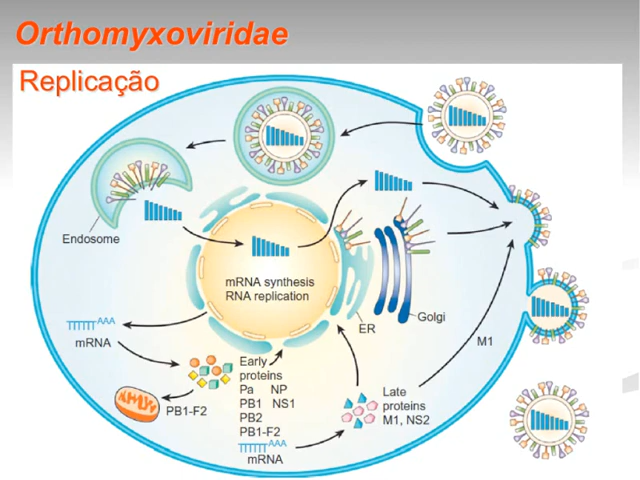 Orthomyxoviridae
Replicação
Endosome
mRNA synthesis
RNA replication
ER
Golgi
AAA
mRNA
PB1-F2
Early
proteins
Pa NP
PB1 NS1
PB2
PB1-F2
AAA
mRNA
Late
proteins
M1, NS2
M1